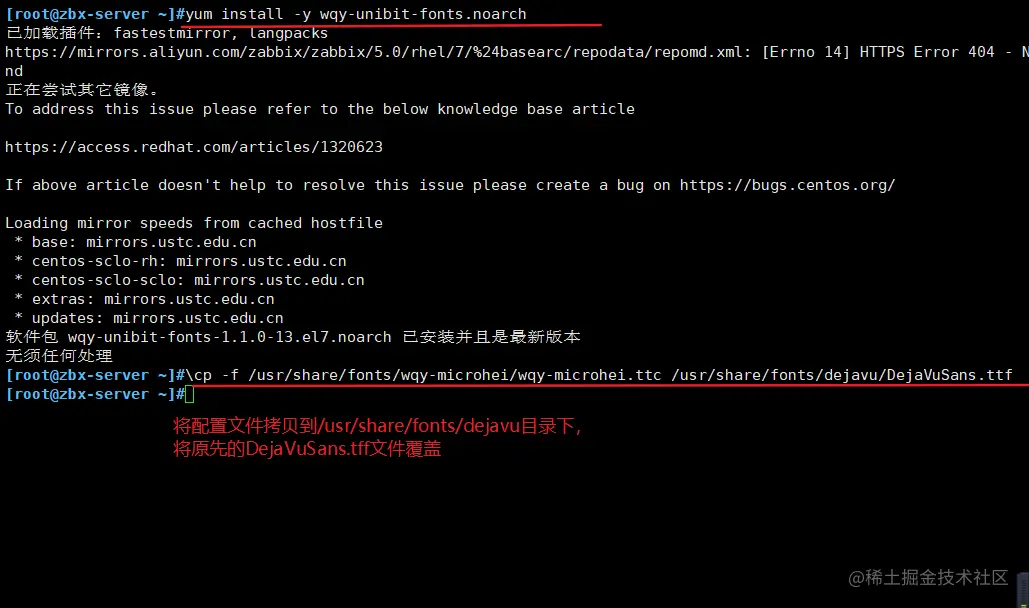 [root@zbx-server ~]#yum install -y wqy-unibit-fonts.noarch
已加载插件：fastestmirror, langpacks
https://mirrors.aliyun.com/zabbix/zabbix/5.0/rhel/7/%24basearc/repodata/repomd.xml: [Errno 14] HTTPS Error 404 - N
nd
正在尝试其它镜像。
To address this issue please refer to the below knowledge base article
https://access.redhat.com/articles/1320623
If above article doesn't help to resolve this issue please create a bug on https://bugs.centos.org/
Loading mirror speeds from cached hostfile
* base: mirrors.ustc.edu.cn
* centos-sclo-rh: mirrors.ustc.edu.cn
* centos-sclo-sclo: mirrors.ustc.edu.cn
* extras: mirrors.ustc.edu.cn
* updates: mirrors.ustc.edu.cn
软件包 wqy-unibit-fonts-1.1.0-13.el7.noarch 已安装并且是最新版本
无须任何处理
[root@zbx-server ~]#\cp -f /usr/share/fonts/wqy-microhei/wqy-microhei.ttc /usr/share/fonts/dejavu/DejaVuSans.ttf
[root@zbx-server ~]#
将配置文件拷贝到/usr/share/fonts/dejavu目录下，
将原先的DejaVuSans.tff文件覆盖
@稀土掘金技术社区